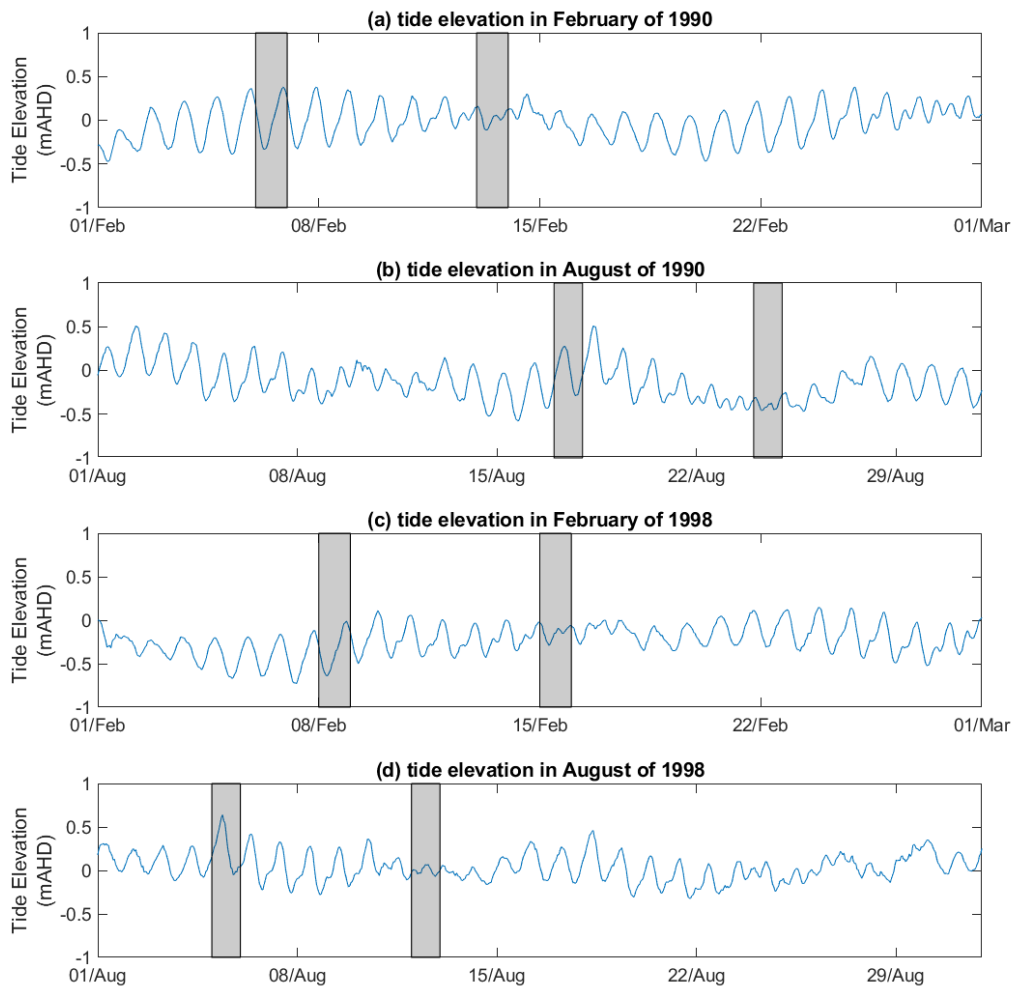 (a) tide elevation in February of 1990
Tide Elevation
(mAHD)
1
0.5
0
-0.5
-1
01/Feb
08/Feb
15/Feb
22/Feb
01/Mar
(b) tide elevation in August of 1990
Tide Elevation
(mAHD)
1
0.5
0
-0.5
-1
01/Aug
08/Aug
15/Aug
22/Aug
29/Aug
(c) tide elevation in February of 1998
Tide Elevation
(mAHD)
1
0.5
0
-0.5
-1
01/Feb
08/Feb
15/Feb
22/Feb
01/Mar
(d) tide elevation in August of 1998
Tide Elevation
(mAHD)
1
0.5
0
-0.5
-1
01/Aug
08/Aug
15/Aug
22/Aug
29/Aug